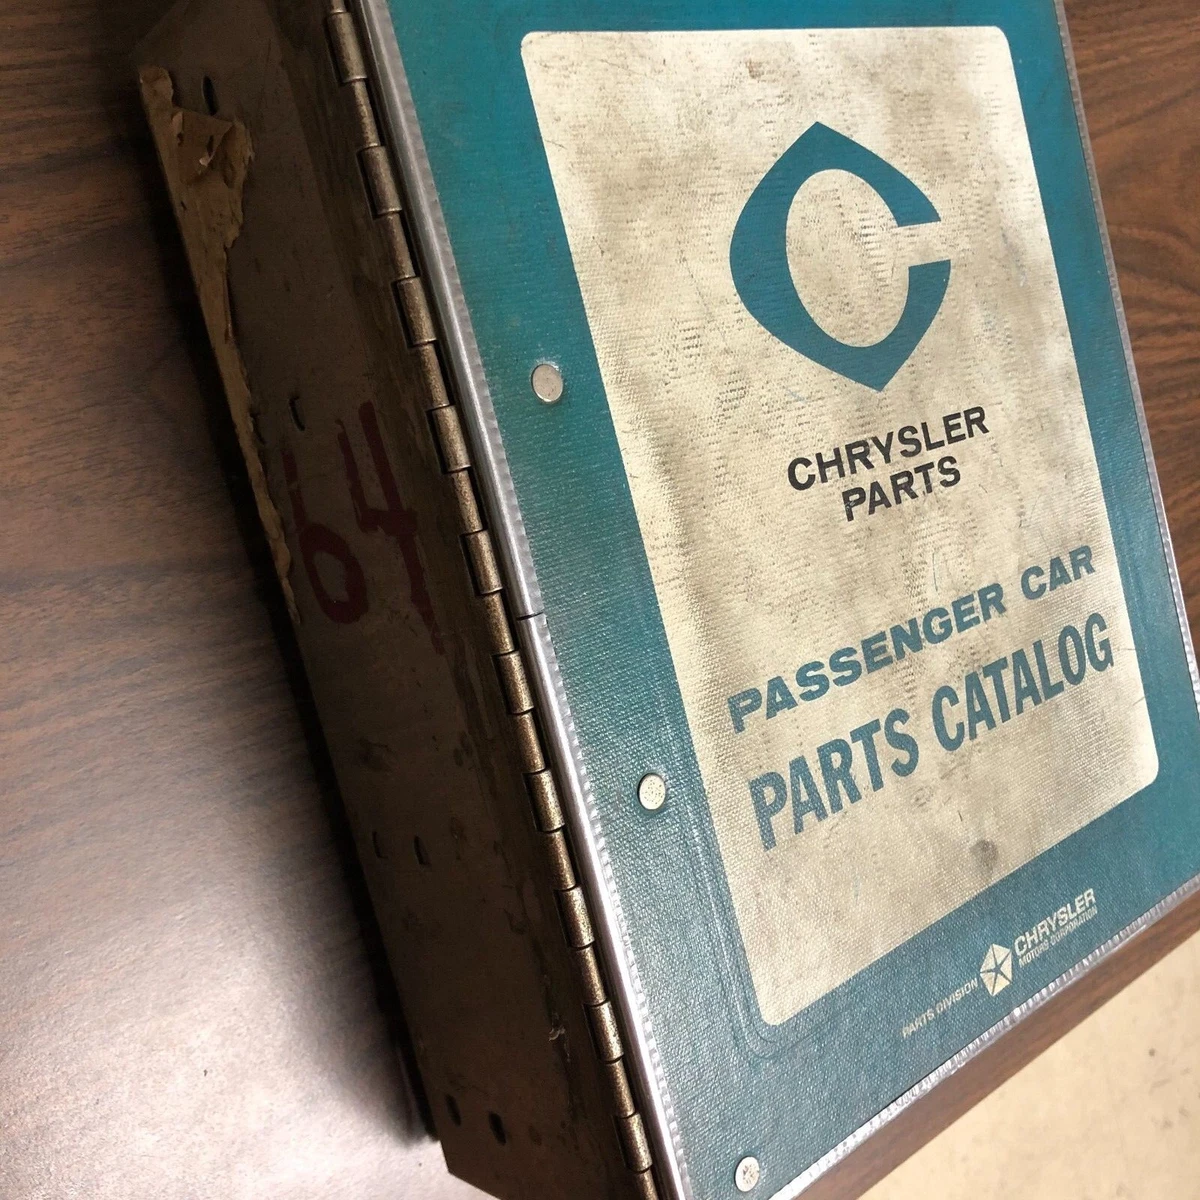 64
CHRYSLER
PARTS
PASSENGER CAR
PARTS CATALOG
PARTS DIVISION
CHRYSLER
MOTORS CORPORATION